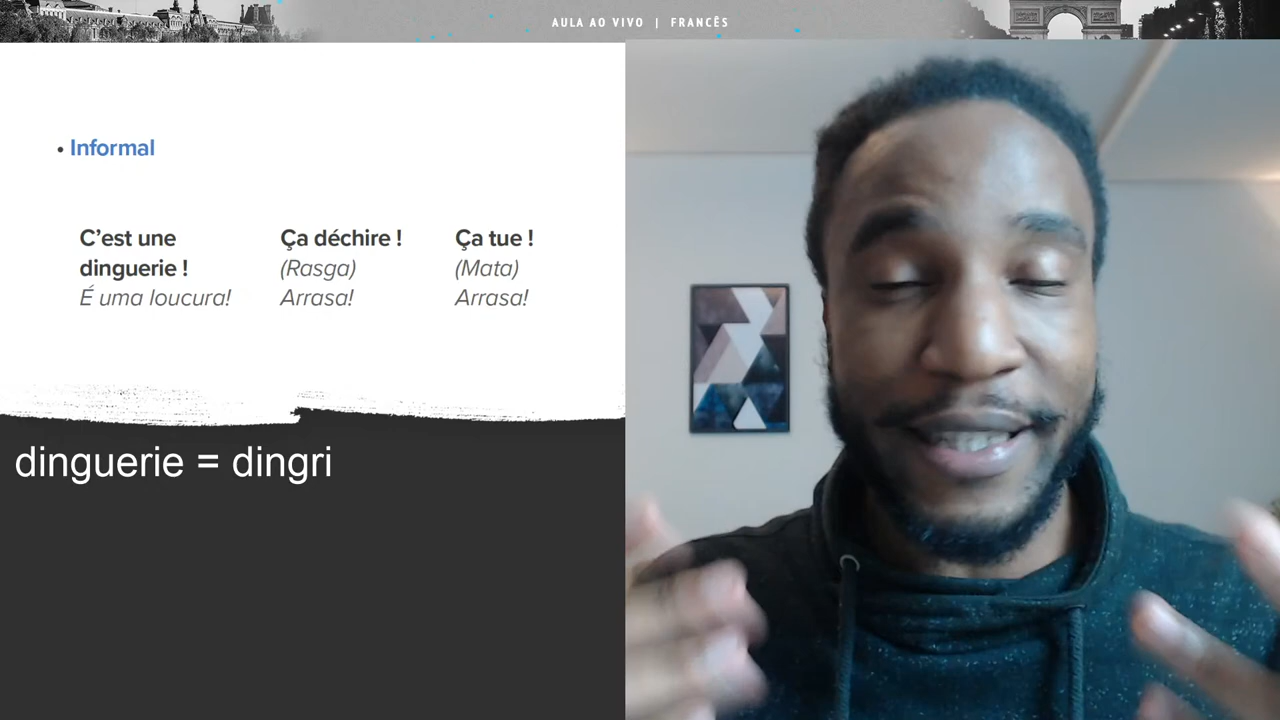 AULA AO VIVO | FRANCÊS
• Informal
C'est une
dinguerie !
É uma loucura!
Ça déchire !
(Rasga)
Arrasa!
Ça tue !
(Mata)
Arrasa!
dinguerie = dingri